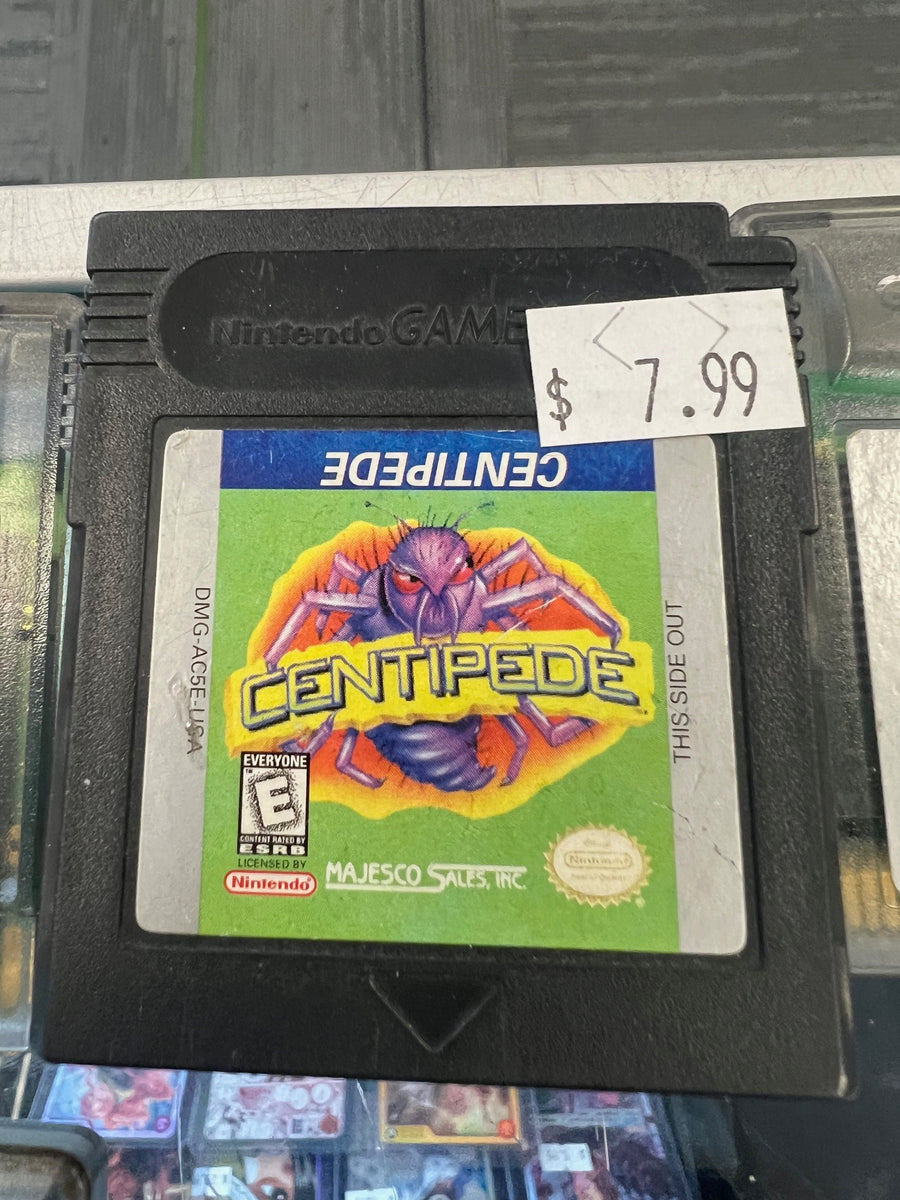 Nintendo GAME
$ 7.99
CENTIPEDE
CENTIPEDE
DMG-AC5E-USA
THIS SIDE OUT
EVERYONE
E
CONTENT RATED BY
ESRB
LICENSED BY
Nintendo®
MAJESCO SALES, INC.
Nintendo